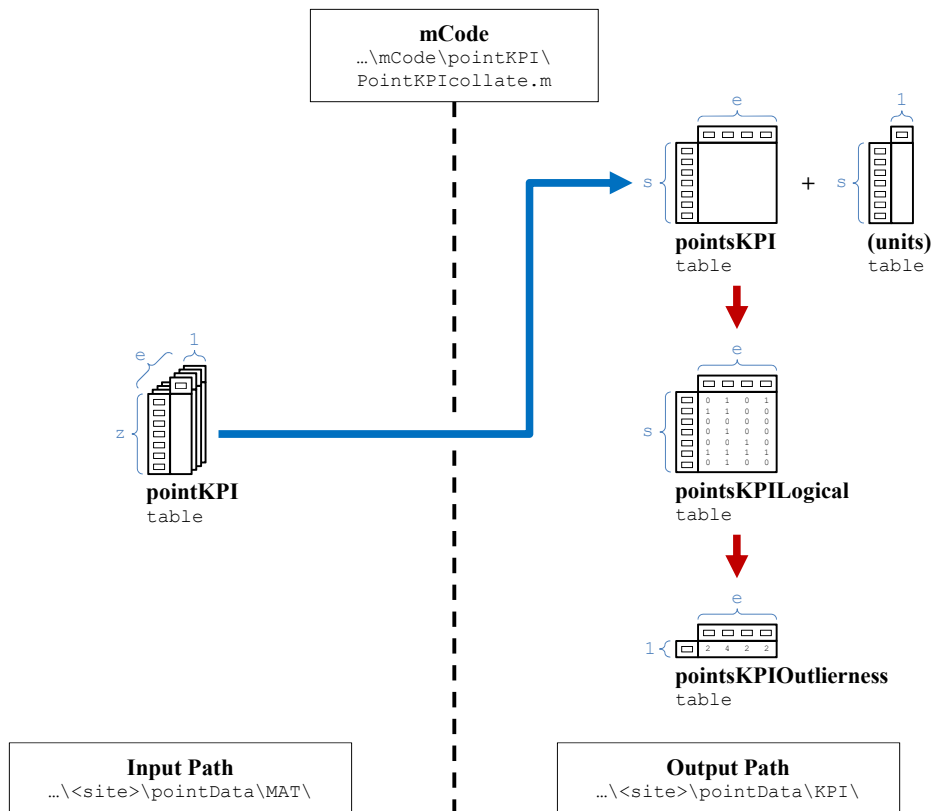 mCode
…\mCode\pointKPI\
PointKPIcollate.m
e
1
s
+
s
pointsKPI
table
(units)
table
e
1
z
pointKPI
table
e
s
0 1 0 1
1 1 0 0
0 0 0 0
0 1 0 0
0 0 1 0
1 1 1 1
0 1 0 0
pointsKPILogical
table
e
1
2 4 2 2
pointsKPIOutlierness
table
Input Path
…\<site>\pointData\MAT\
Output Path
…\<site>\pointData\KPI\